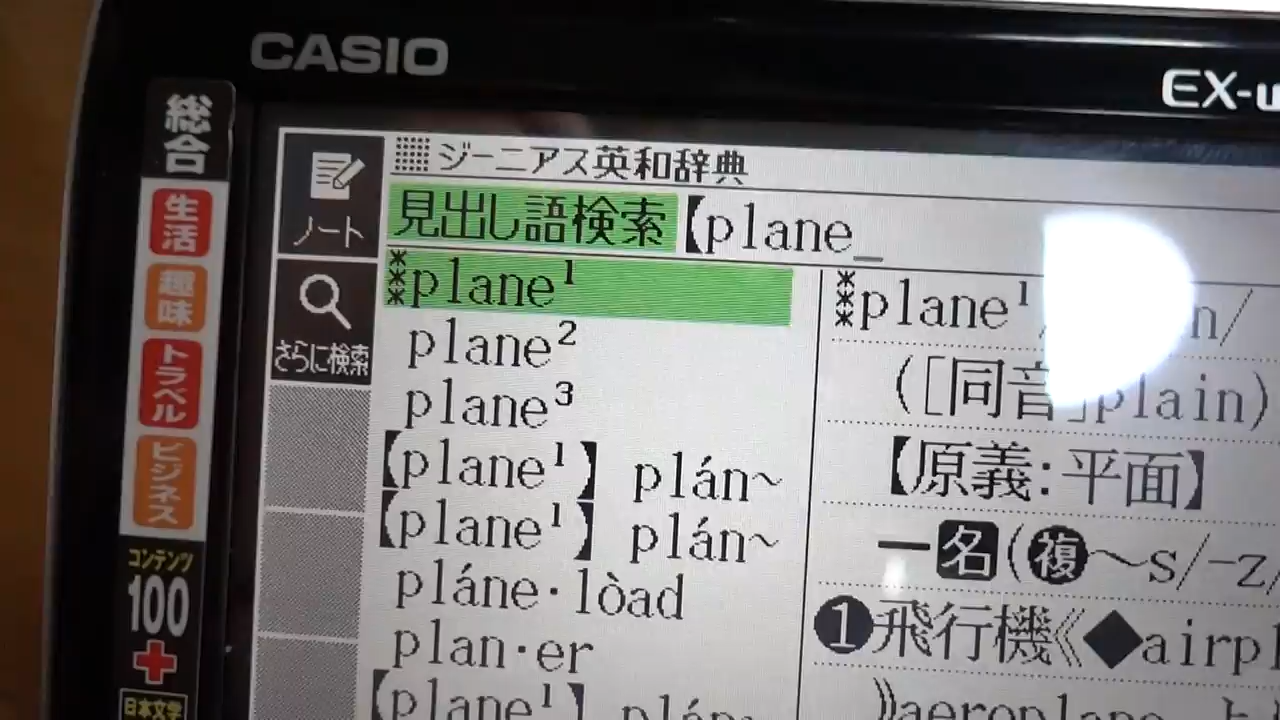 CASIO
EX-w
総合
生活
趣味
トラベル
ビジネス
コンテンツ
100
+
日本文学
ノート
さらに検索
ジーニアス英和辞典
見出し語検索【plane_
***plane¹
plane²
plane³
【plane¹】 plán~
【plane¹】 plán~
pláne·lòad
plan·er
【plane¹】 plán~
***plane¹ n/
([同音]plain)
【原義:平面】
—名(複~s/-z/
❶飛行機《◆airpl
》aeroplane